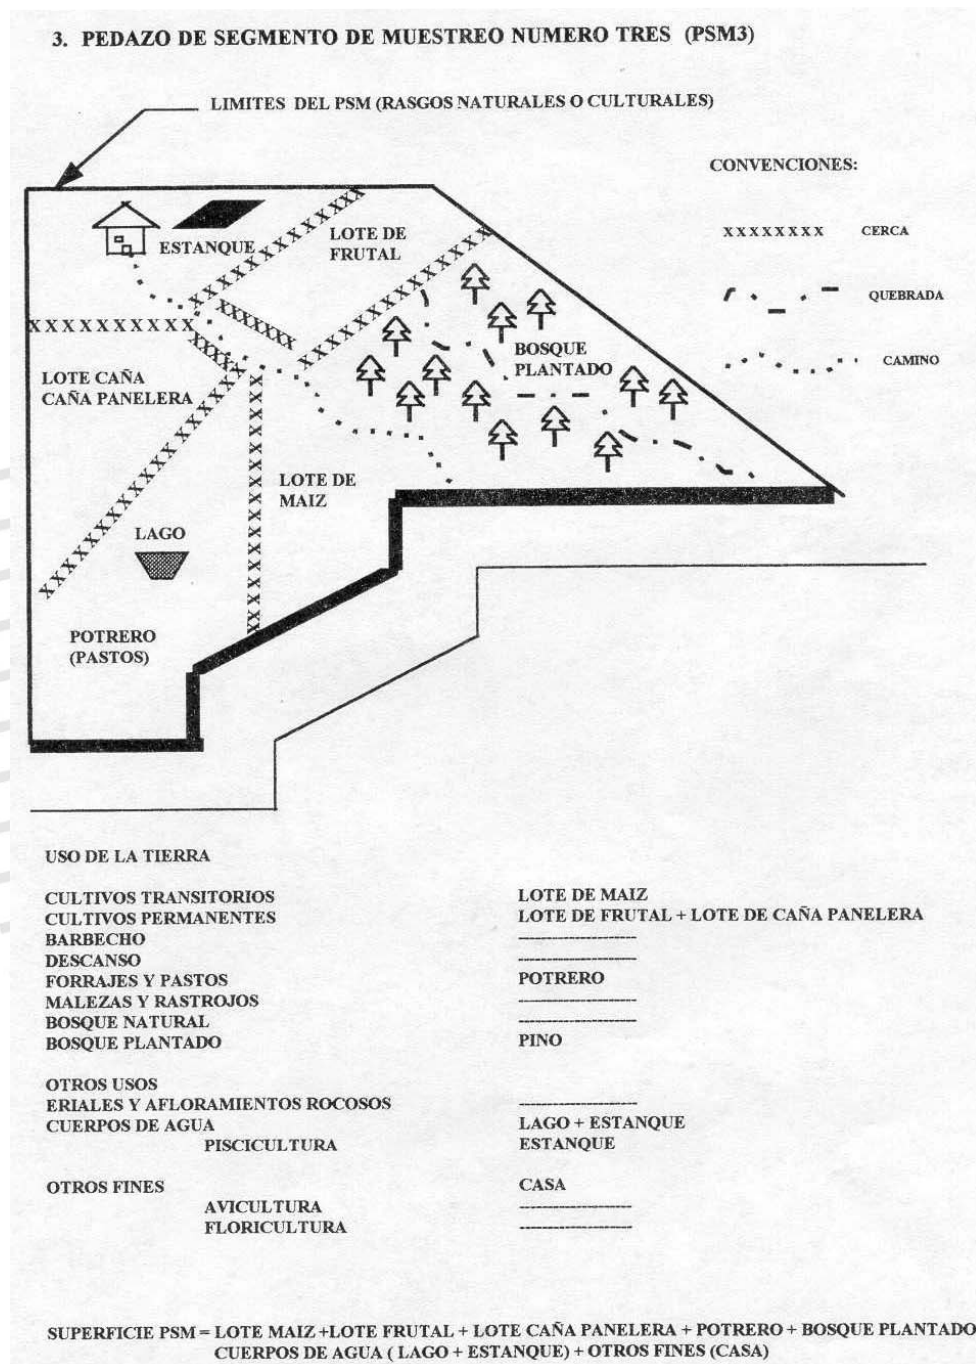 3. PEDAZO DE SEGMENTO DE MUESTREO NUMERO TRES (PSM3)
LIMITES DEL PSM (RASGOS NATURALES O CULTURALES)
CONVENCIONES:
XXXXXXXX CERCA
QUEBRADA
CAMINO
ESTANQUE
LOTE DE
FRUTAL
BOSQUE
PLANTADO
LOTE CAÑA
CAÑA PANELERA
LOTE DE
MAIZ
LAGO
POTRERO
(PASTOS)
USO DE LA TIERRA
CULTIVOS TRANSITORIOS LOTE DE MAIZ
CULTIVOS PERMANENTES LOTE DE FRUTAL + LOTE DE CAÑA PANELERA
BARBECHO ---------------------
DESCANSO ---------------------
FORRAJES Y PASTOS POTRERO
MALEZAS Y RASTROJOS ---------------------
BOSQUE NATURAL ---------------------
BOSQUE PLANTADO PINO
OTROS USOS
ERIALES Y AFLORAMIENTOS ROCOSOS ---------------------
CUERPOS DE AGUA LAGO + ESTANQUE
PISCICULTURA ESTANQUE
OTROS FINES CASA
AVICULTURA --------------------
FLORICULTURA --------------------
SUPERFICIE PSM = LOTE MAIZ +LOTE FRUTAL + LOTE CAÑA PANELERA + POTRERO + BOSQUE PLANTADO
CUERPOS DE AGUA ( LAGO + ESTANQUE) + OTROS FINES (CASA)